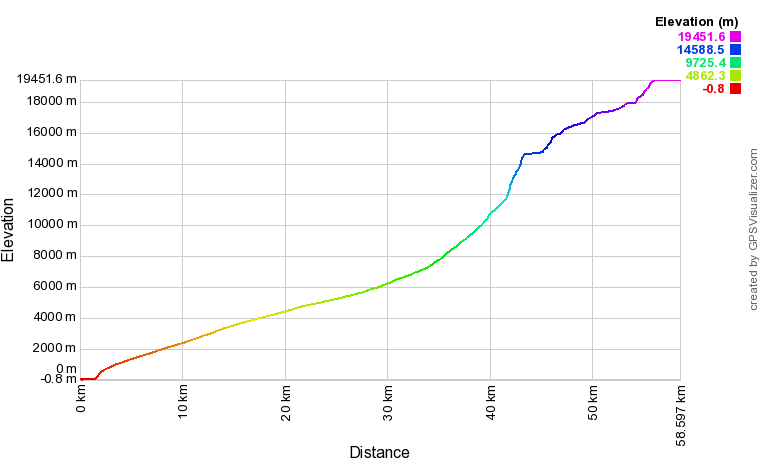 Elevation (m)
19451.6
14588.5
9725.4
4862.3
-0.8
19451.6 m
18000 m
16000 m
14000 m
12000 m
10000 m
8000 m
6000 m
4000 m
2000 m
0 m
-0.8 m
Elevation
0 km
10 km
20 km
30 km
40 km
50 km
58.597 km
Distance
created by GPSVisualizer.com